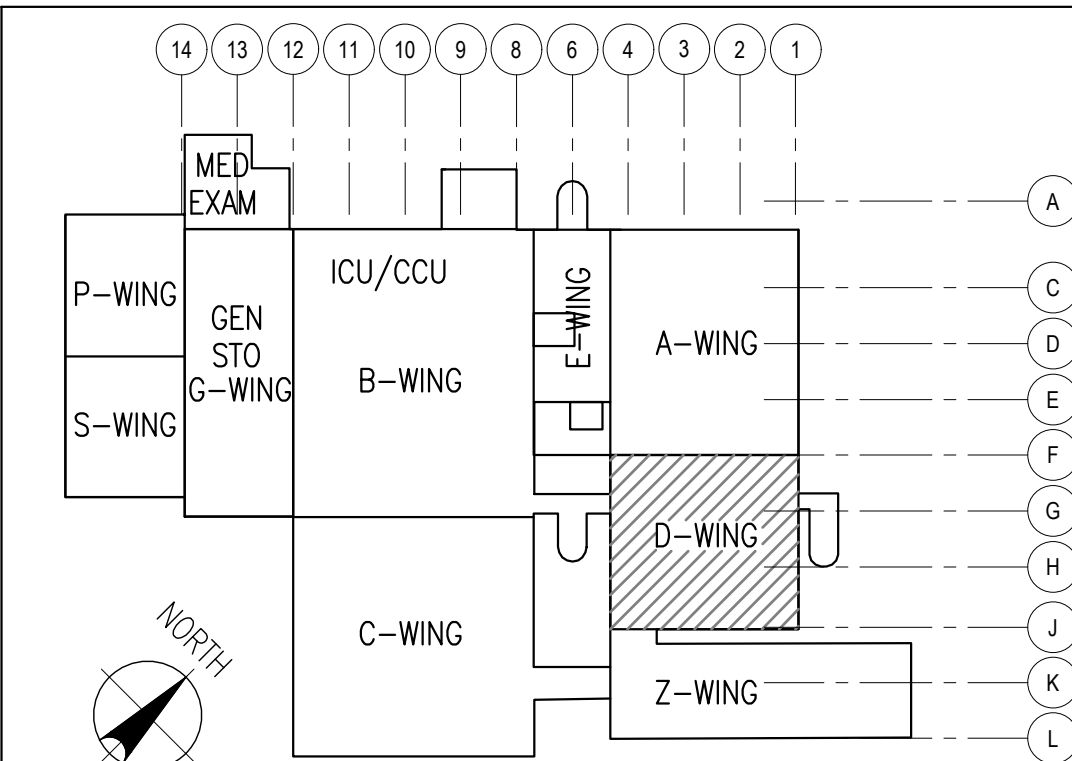 14 13 12 11 10 9 8 6 4 3 2 1
MED
EXAM
A
ICU/CCU
P-WING
C
GEN
STO
G-WING
E-WING
A-WING
D
B-WING
E
S-WING
F
G
D-WING
H
NORTH
C-WING
J
Z-WING
K
L